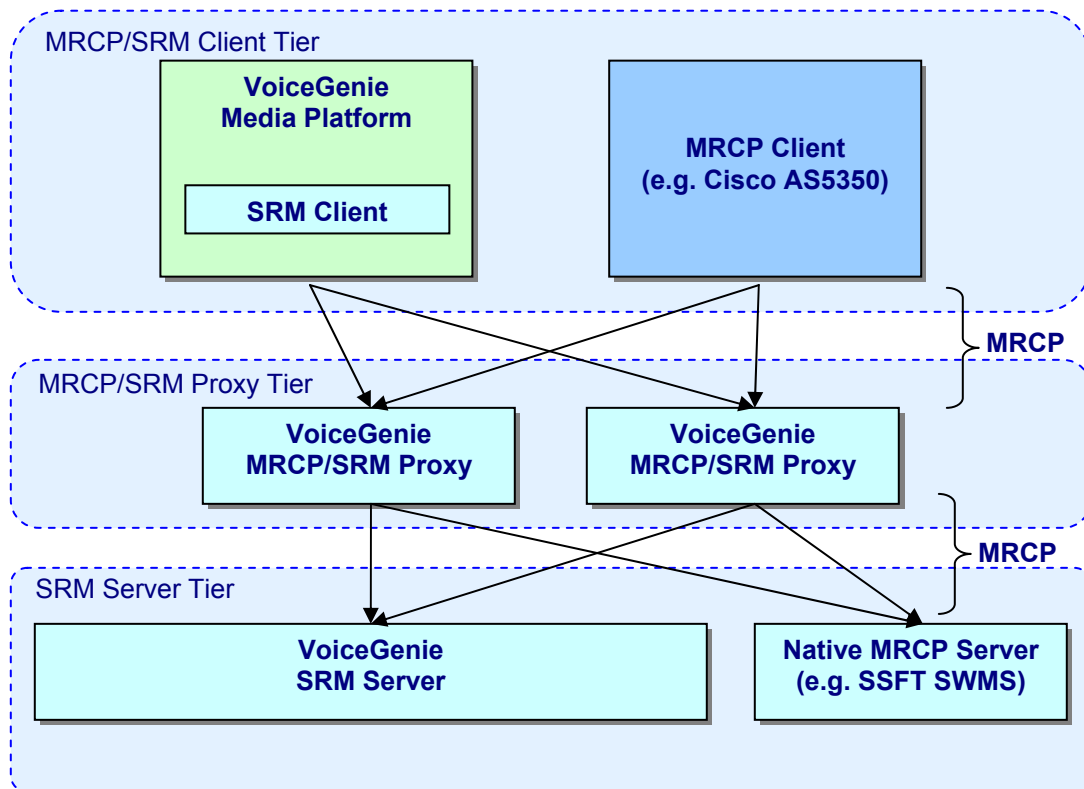 MRCP/SRM Client Tier
VoiceGenie
Media Platform
SRM Client
MRCP Client
(e.g. Cisco AS5350)
MRCP
MRCP/SRM Proxy Tier
VoiceGenie
MRCP/SRM Proxy
VoiceGenie
MRCP/SRM Proxy
MRCP
SRM Server Tier
VoiceGenie
SRM Server
Native MRCP Server
(e.g. SSFT SWMS)